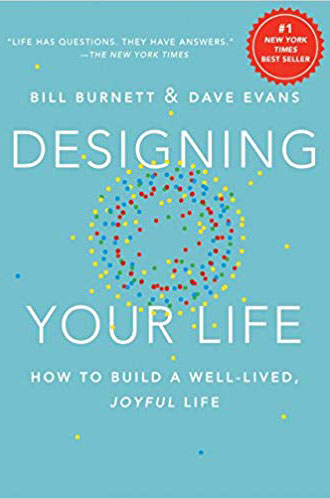 "LIFE HAS QUESTIONS. THEY HAVE ANSWERS."
—THE NEW YORK TIMES
#1
NEW YORK
TIMES
BEST SELLER
BILL BURNETT & DAVE EVANS
DESIGNING
YOUR LIFE
HOW TO BUILD A WELL-LIVED,
JOYFUL LIFE